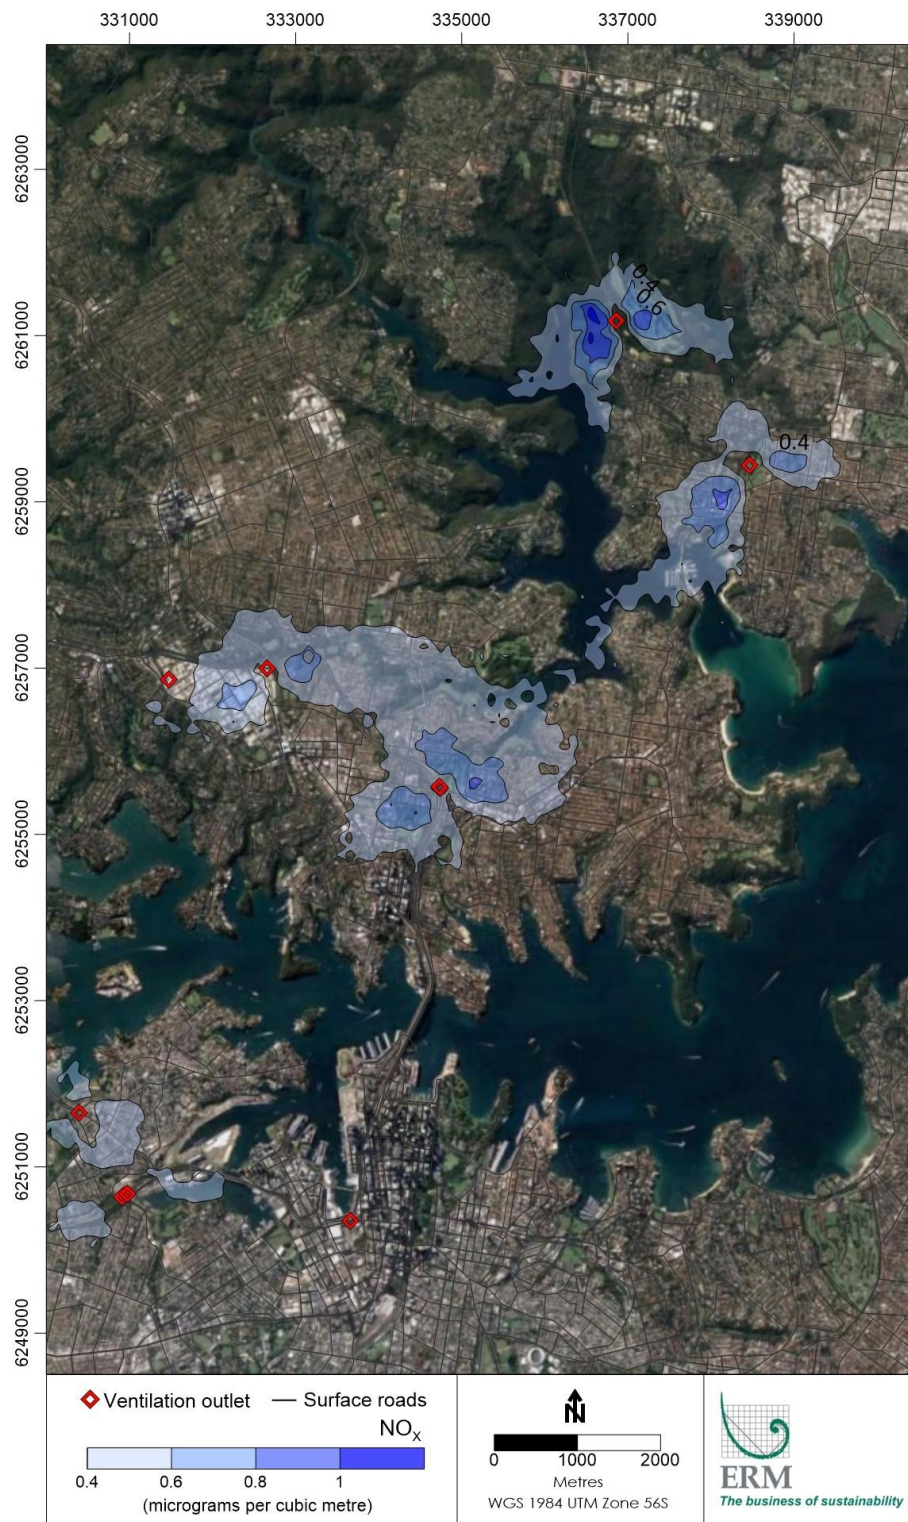 331000 333000 335000 337000 339000
6263000
6261000
6259000
6257000
6255000
6253000
6251000
6249000
0.4
0.6
0.4
Ventilation outlet
Surface roads
NOX
0.4 0.6 0.8 1
(micrograms per cubic metre)
N
0 1000 2000
Metres
WGS 1984 UTM Zone 56S
ERM
The business of sustainability